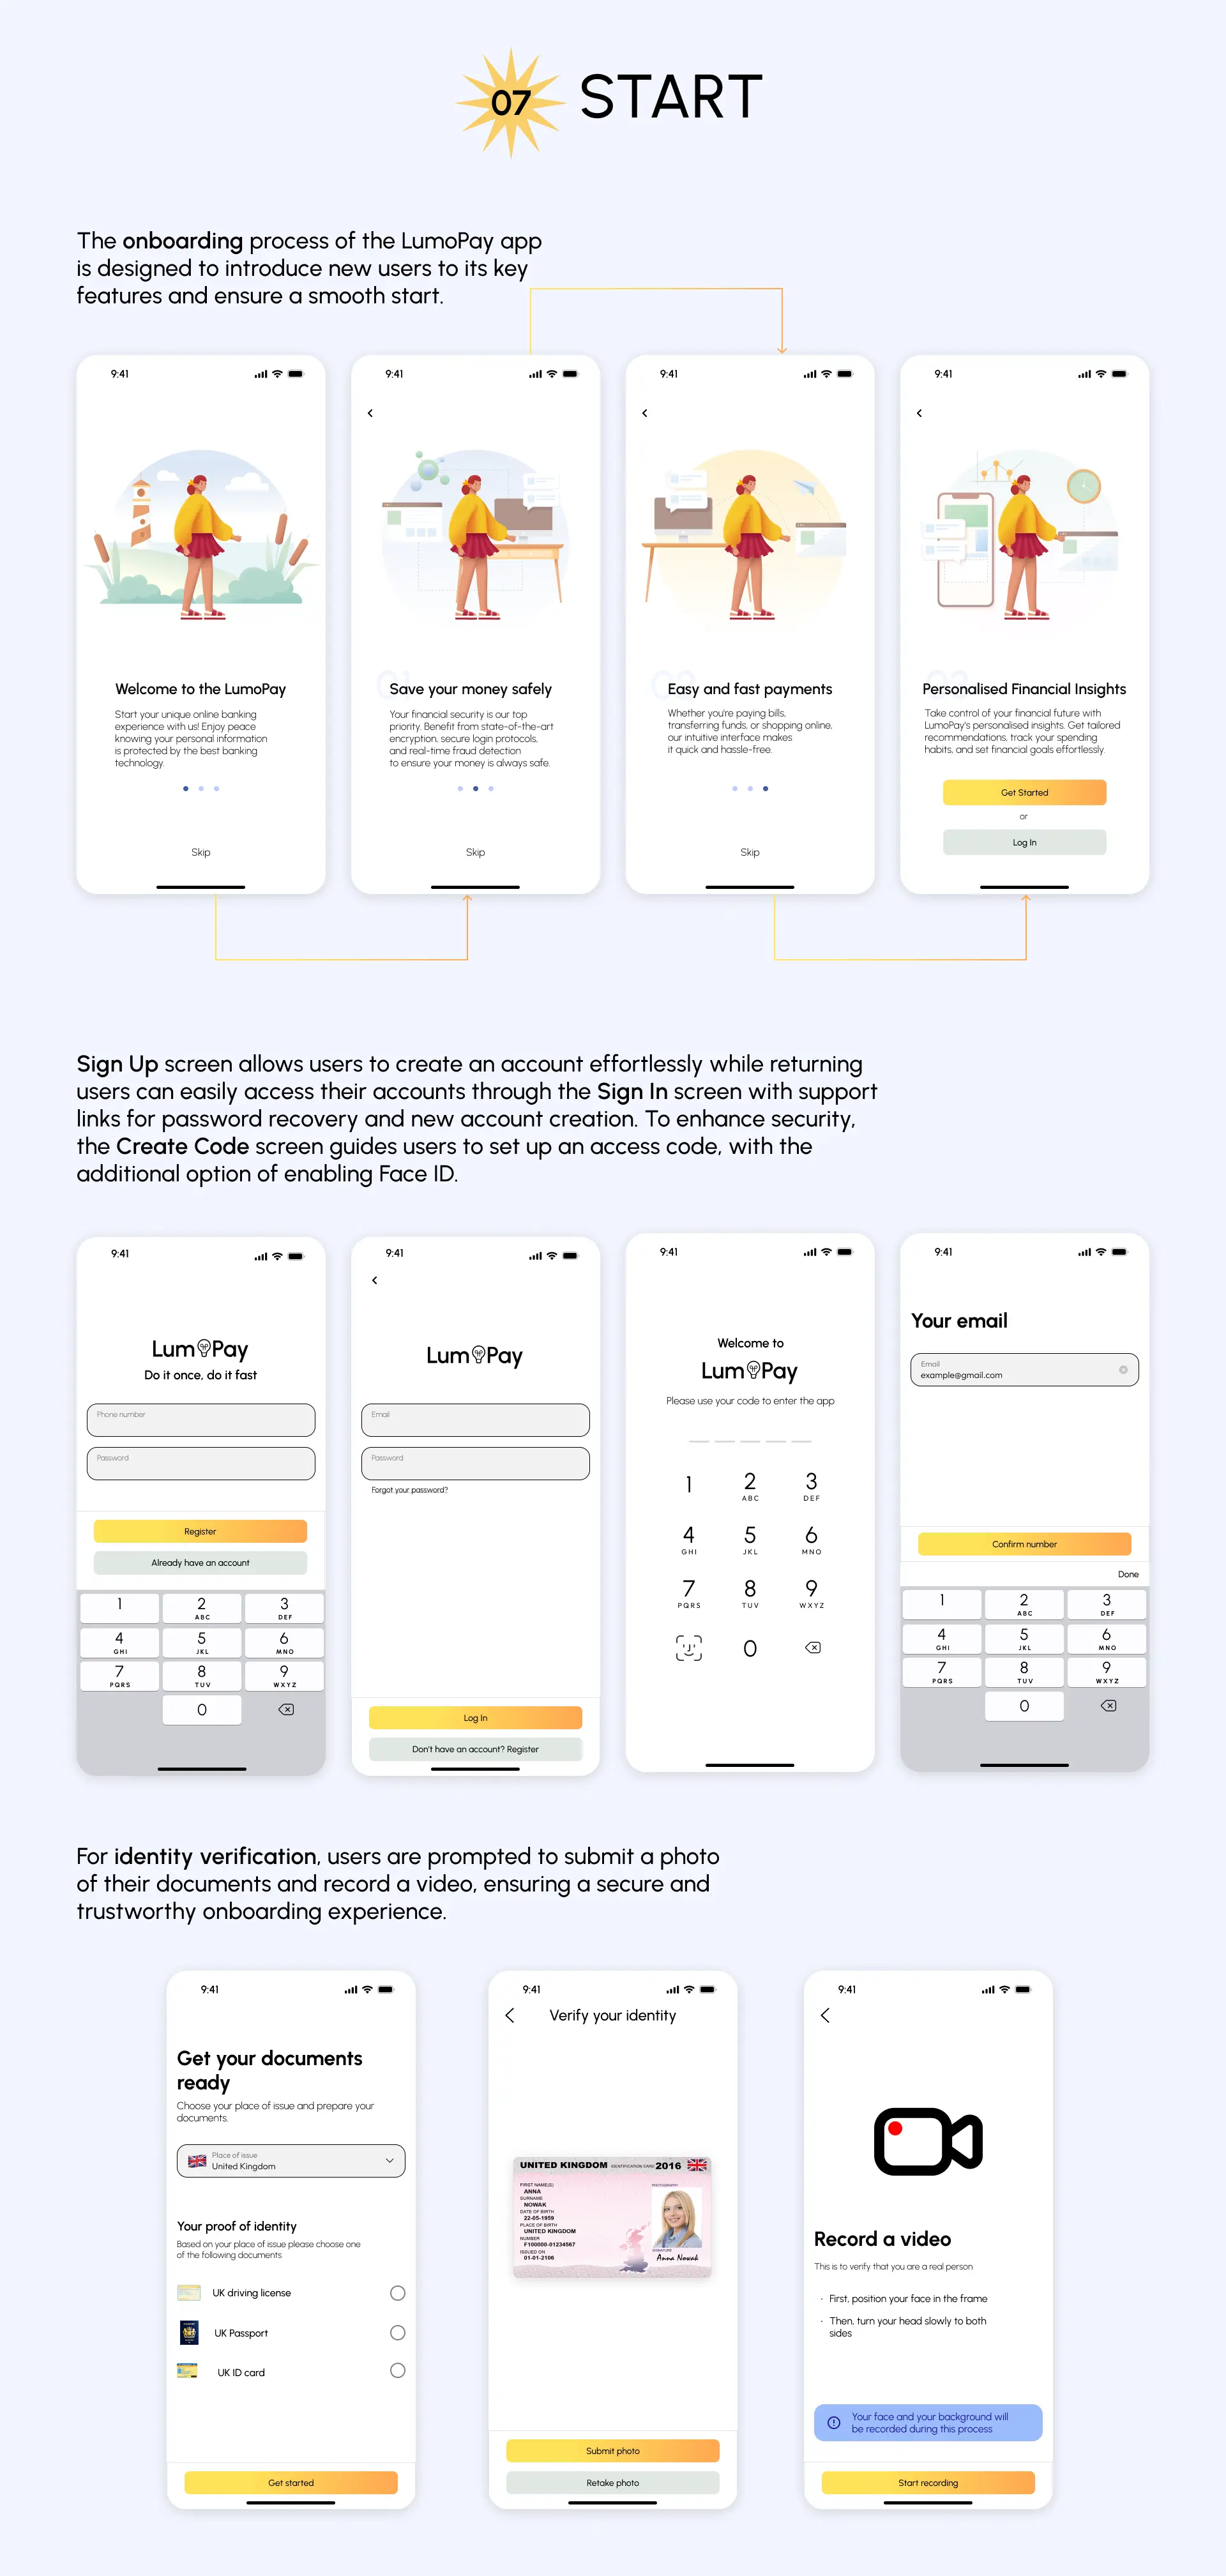 07 START
The onboarding process of the LumoPay app
is designed to introduce new users to its key
features and ensure a smooth start.
9:41
Welcome to the LumoPay
Start your unique online banking
experience with us! Enjoy peace
knowing your personal information
is protected by the best banking
technology.
Skip
9:41
01
Save your money safely
Your financial security is our top
priority. Benefit from state-of-the-art
encryption, secure login protocols,
and real-time fraud detection
to ensure your money is always safe.
Skip
9:41
02
Easy and fast payments
Whether you're paying bills,
transferring funds, or shopping online,
our intuitive interface makes
it quick and hassle-free.
Skip
9:41
03
Personalised Financial Insights
Take control of your financial future with
LumoPay's personalised insights. Get tailored
recommendations, track your spending
habits, and set financial goals effortlessly.
Get Started
or
Log In
Sign Up screen allows users to create an account effortlessly while returning
users can easily access their accounts through the Sign In screen with support
links for password recovery and new account creation. To enhance security,
the Create Code screen guides users to set up an access code, with the
additional option of enabling Face ID.
9:41
LumoPay
Do it once, do it fast
Phone number
Password
Register
Already have an account
1 2 3
ABC DEF
4 5 6
GHI JKL MNO
7 8 9
PQRS TUV WXYZ
0
9:41
LumoPay
Email
Password
Forgot your password?
Log In
Don't have an account? Register
9:41
Welcome to
LumoPay
Please use your code to enter the app
1 2 3
ABC DEF
4 5 6
GHI JKL MNO
7 8 9
PQRS TUV WXYZ
0
9:41
Your email
Email
example@gmail.com
Confirm number
Done
1 2 3
ABC DEF
4 5 6
GHI JKL MNO
7 8 9
PQRS TUV WXYZ
0
For identity verification, users are prompted to submit a photo
of their documents and record a video, ensuring a secure and
trustworthy onboarding experience.
9:41
Get your documents
ready
Choose your place of issue and prepare your
documents.
Place of issue
United Kingdom
Your proof of identity
Based on your place of issue please choose one
of the following documents
UK driving license
UK Passport
UK ID card
Get started
9:41
Verify your identity
UNITED KINGDOM IDENTIFICATION CARD 2016
FIRST NAME(S)
ANNA
SURNAME
NOWAK
DATE OF BIRTH
22-05-1959
PLACE OF BIRTH
UNITED KINGDOM
NUMBER
F100000-01234567
ISSUED ON
01-01-2106
PHOTOGRAPHY
SIGNATURE
Anna Nowak
Submit photo
Retake photo
9:41
Record a video
This is to verify that you are a real person
· First, position your face in the frame
· Then, turn your head slowly to both
sides
Your face and your background will
be recorded during this process
Start recording